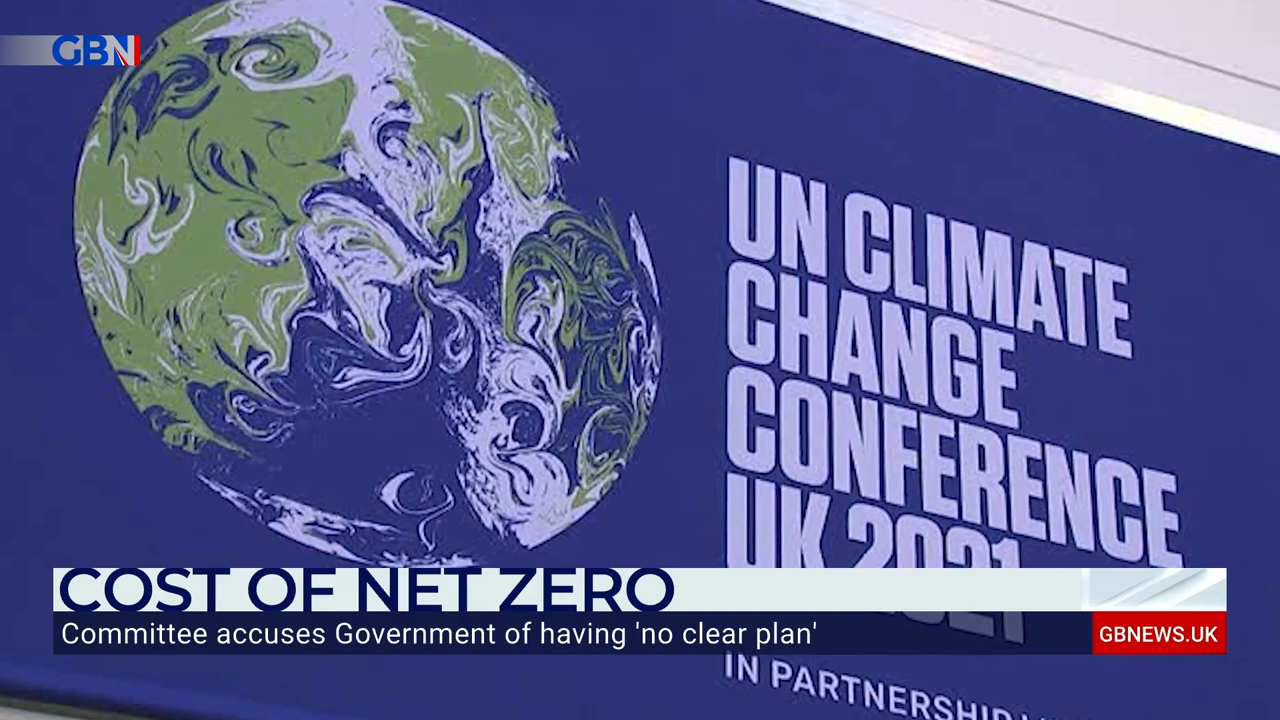 GBN
UN CLIMATE
CHANGE
CONFERENCE
UK 2021
COST OF NET ZERO
Committee accuses Government of having 'no clear plan'
GBNEWS.UK
IN PARTNERSHIP